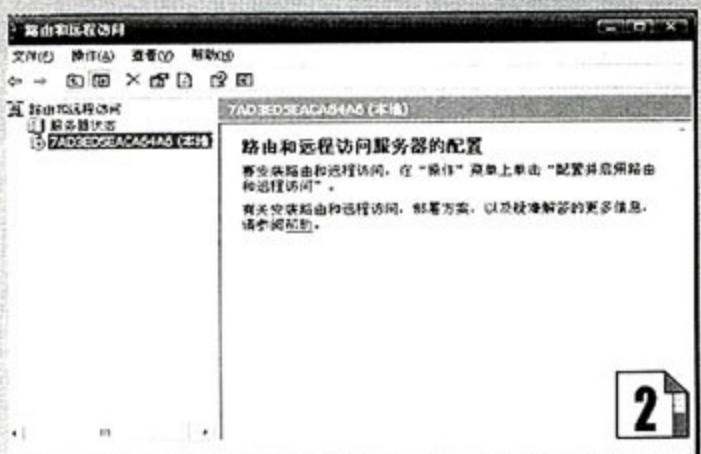 路由和远程访问
文件(F) 操作(A) 查看(V) 帮助(H)
路由和远程访问
服务器状态
7AD3ED5EACA64A6 (本地)
7AD3ED5EACA64A6 (本地)
路由和远程访问服务器的配置
要安装路由和远程访问，在“操作”菜单上单击“配置并启用路由
和远程访问”。
有关安装路由和远程访问，部署方案，以及疑难解答的更多信息，
请参阅帮助。
2